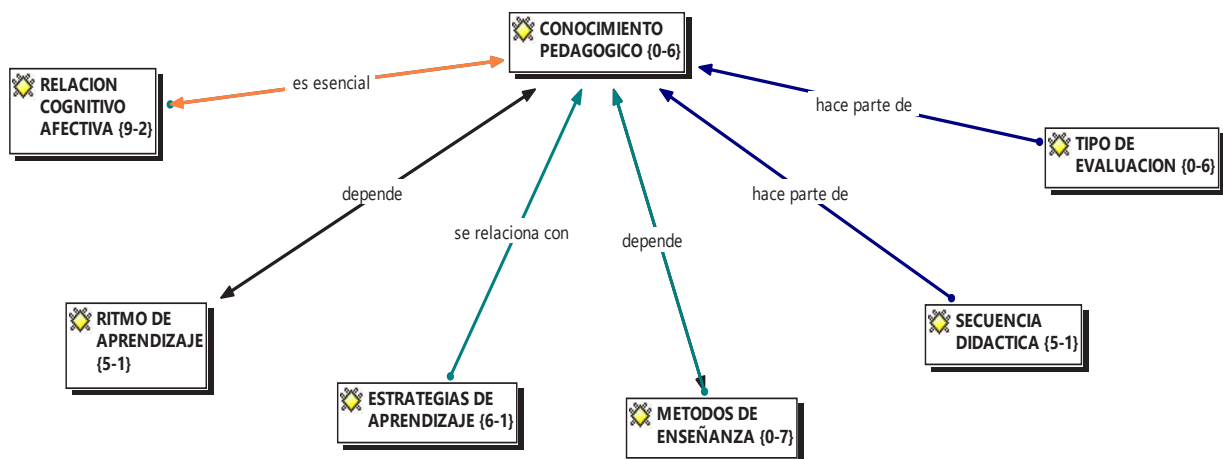 CONOCIMIENTO
PEDAGOGICO {0-6}
RELACION
COGNITIVO
AFECTIVA {9-2}
es esencial
hace parte de
TIPO DE
EVALUACION {0-6}
depende
hace parte de
se relaciona con
depende
RITMO DE
APRENDIZAJE
{5-1}
SECUENCIA
DIDACTICA {5-1}
ESTRATEGIAS DE
APRENDIZAJE {6-1}
METODOS DE
ENSEÑANZA {0-7}